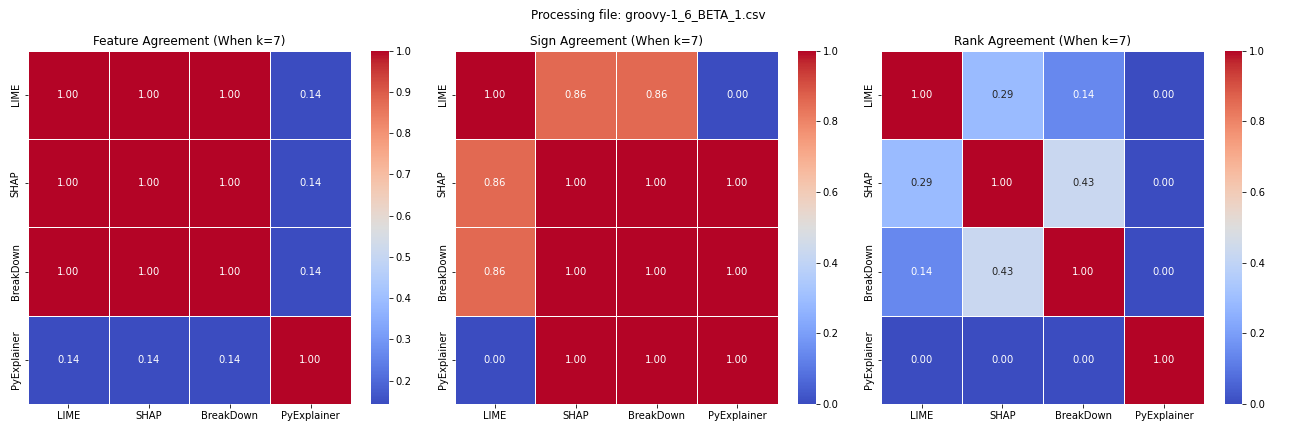 Processing file: groovy-1_6_BETA_1.csv
Feature Agreement (When k=7)
LIME
SHAP
BreakDown
PyExplainer
1.00 1.00 1.00 0.14
1.00 1.00 1.00 0.14
1.00 1.00 1.00 0.14
0.14 0.14 0.14 1.00
LIME SHAP BreakDown PyExplainer
1.0
0.9
0.8
0.7
0.6
0.5
0.4
0.3
0.2
Sign Agreement (When k=7)
LIME
SHAP
BreakDown
PyExplainer
1.00 0.86 0.86 0.00
0.86 1.00 1.00 1.00
0.86 1.00 1.00 1.00
0.00 1.00 1.00 1.00
LIME SHAP BreakDown PyExplainer
1.0
0.8
0.6
0.4
0.2
0.0
Rank Agreement (When k=7)
LIME
SHAP
BreakDown
PyExplainer
1.00 0.29 0.14 0.00
0.29 1.00 0.43 0.00
0.14 0.43 1.00 0.00
0.00 0.00 0.00 1.00
LIME SHAP BreakDown PyExplainer
1.0
0.8
0.6
0.4
0.2
0.0